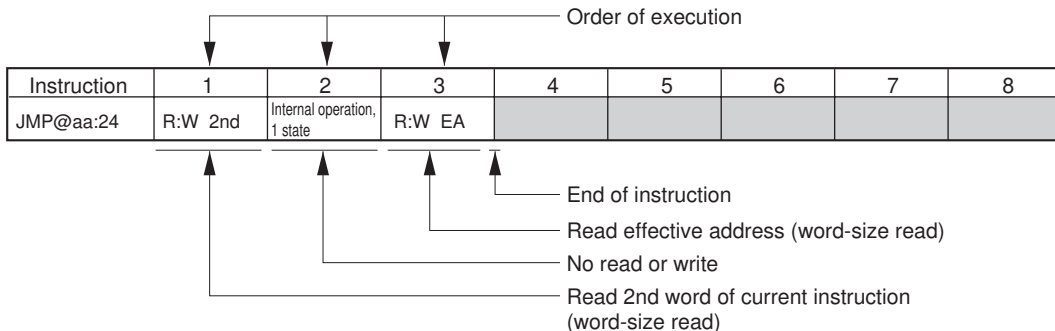 Order of execution
Instruction 1 2 3 4 5 6 7 8
JMP@aa:24 R:W 2nd Internal operation, 1 state R:W EA
End of instruction
Read effective address (word-size read)
No read or write
Read 2nd word of current instruction
(word-size read)